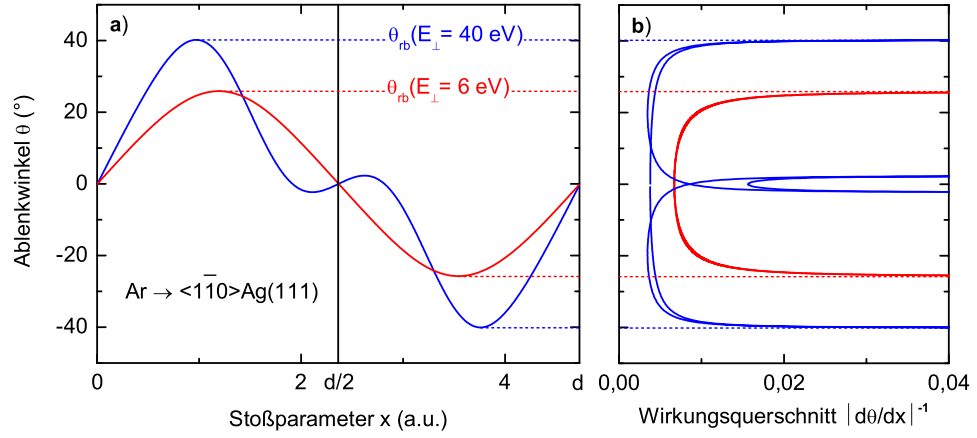 a)
θrb(E⊥= 40 eV)
θrb(E⊥= 6 eV)
Ar → <1̅10>Ag(111)
Ablenkwinkel θ (°)
40
20
0
-20
-40
0
2
d/2
4
d
Stoßparameter x (a.u.)
b)
0,00
0,02
0,04
Wirkungsquerschnitt |dθ/dx|⁻¹